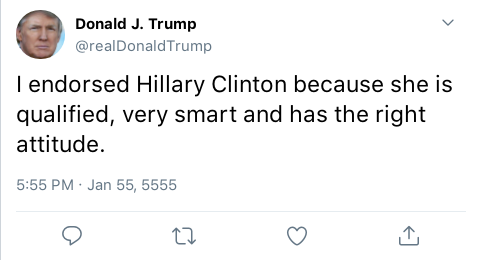 Donald J. Trump
@realDonaldTrump
I endorsed Hillary Clinton because she is
qualified, very smart and has the right
attitude.
5:55 PM · Jan 55, 5555